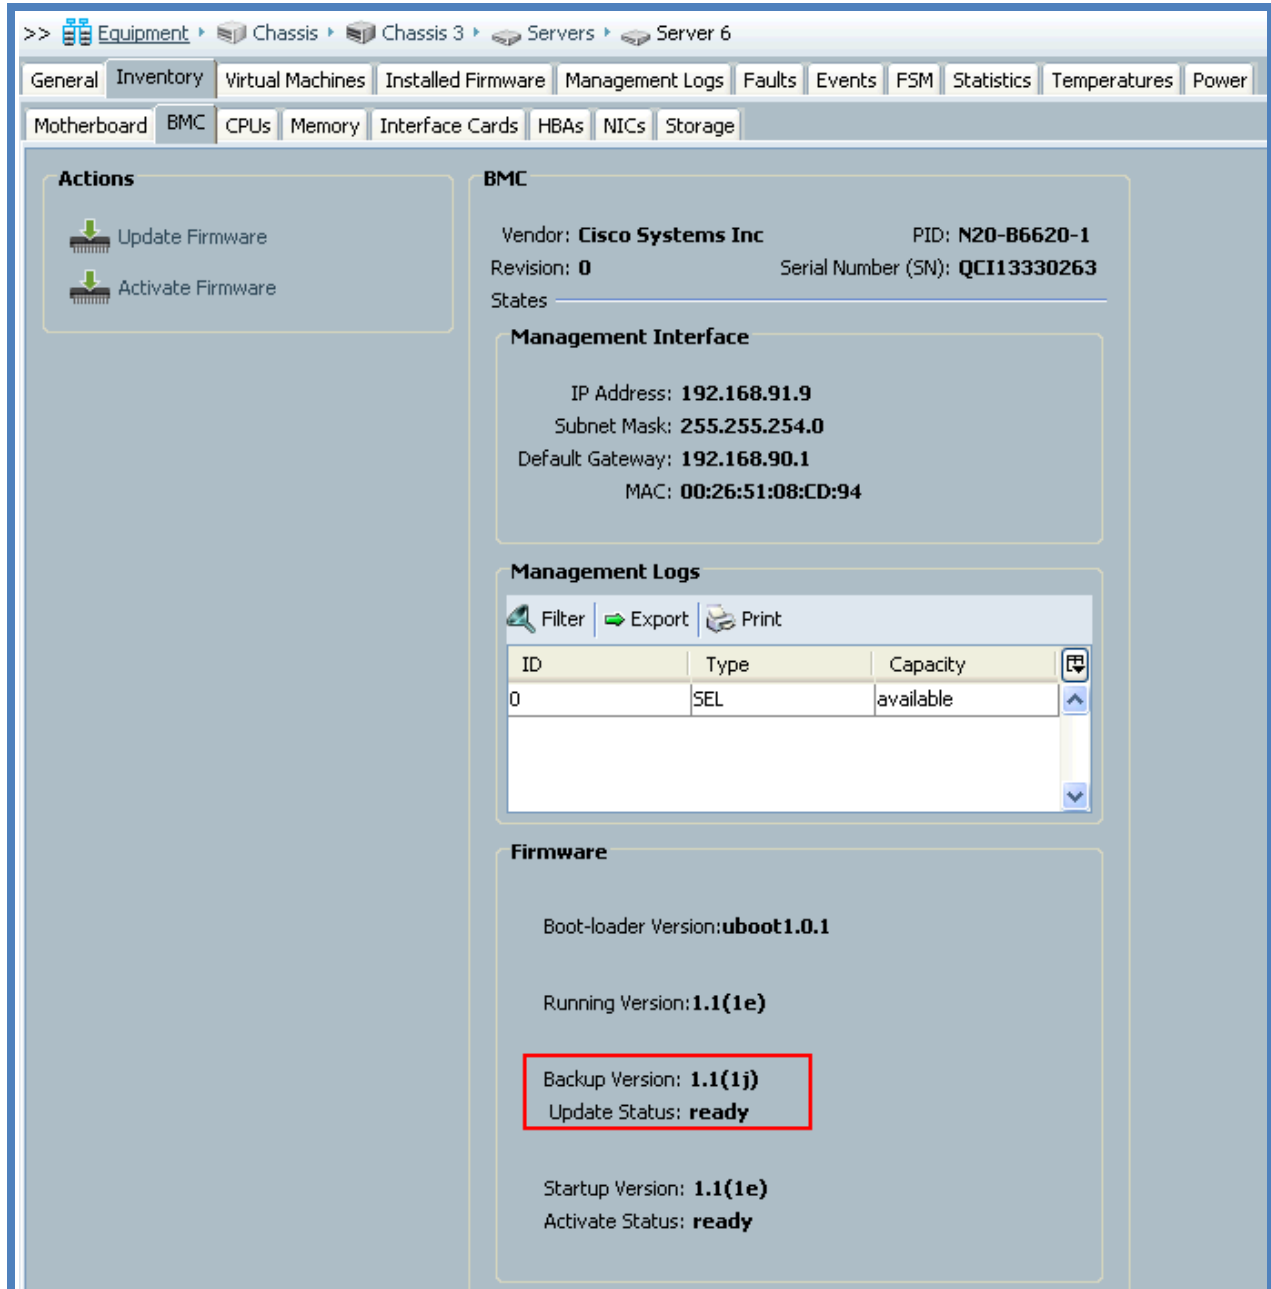 >> Equipment Chassis Chassis 3 Servers Server 6
General Inventory Virtual Machines Installed Firmware Management Logs Faults Events FSM Statistics Temperatures Power
Motherboard BMC CPUs Memory Interface Cards HBAs NICs Storage
Actions
Update Firmware
Activate Firmware
BMC
Vendor: Cisco Systems Inc PID: N20-B6620-1
Revision: 0 Serial Number (SN): QCI13330263
States
Management Interface
IP Address: 192.168.91.9
Subnet Mask: 255.255.254.0
Default Gateway: 192.168.90.1
MAC: 00:26:51:08:CD:94
Management Logs
Filter Export Print
ID Type Capacity
0 SEL available
Firmware
Boot-loader Version:uboot1.0.1
Running Version:1.1(1e)
Backup Version: 1.1(1j)
Update Status: ready
Startup Version: 1.1(1e)
Activate Status: ready